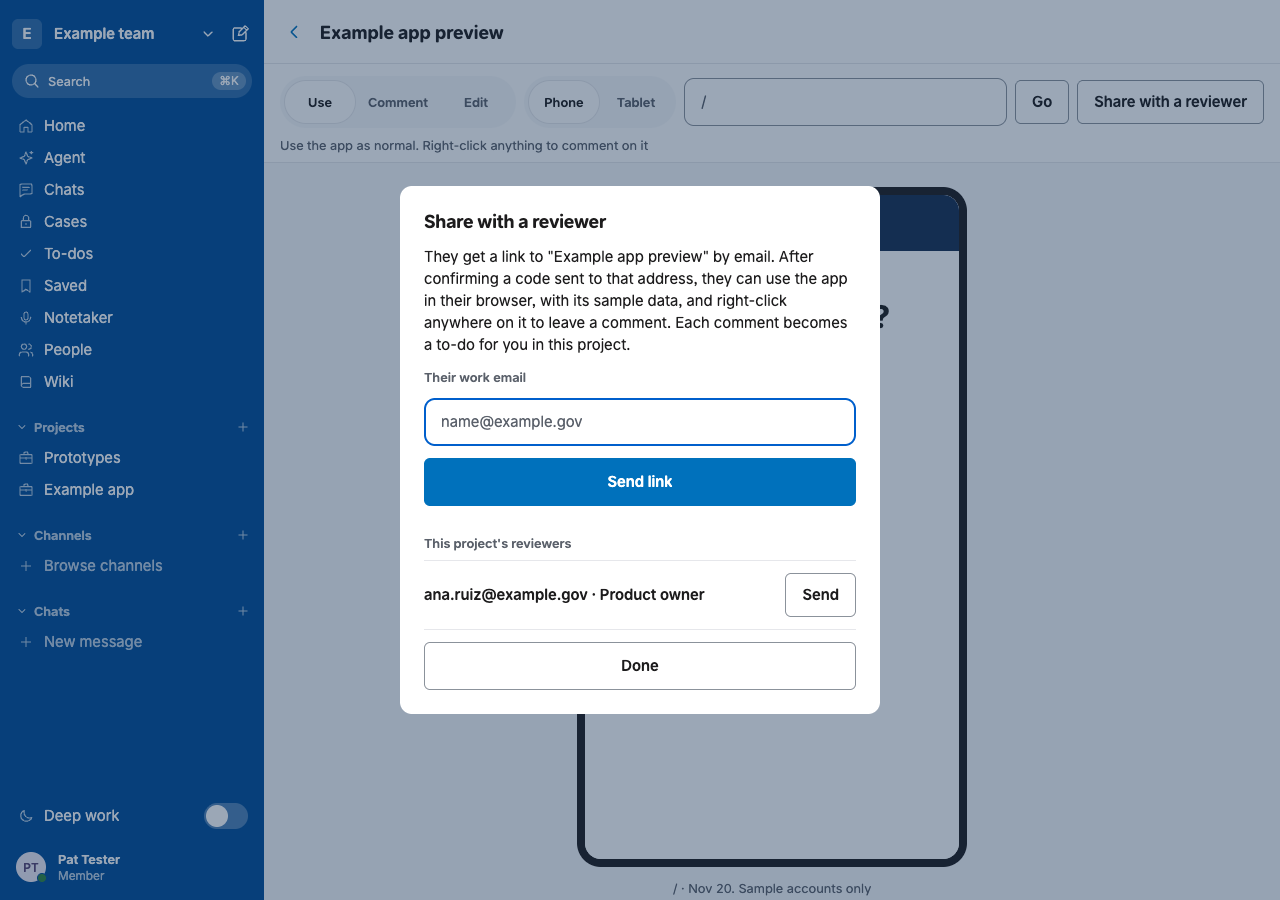 E Example team
Search ⌘K
Home
Agent
Chats
Cases
To-dos
Saved
Notetaker
People
Wiki
Projects
Prototypes
Example app
Channels
Browse channels
Chats
New message
Deep work
PT
Pat Tester
Member
Example app preview
Use Comment Edit Phone Tablet / Go Share with a reviewer
Use the app as normal. Right-click anything to comment on it
Share with a reviewer
They get a link to "Example app preview" by email. After
confirming a code sent to that address, they can use the app
in their browser, with its sample data, and right-click
anywhere on it to leave a comment. Each comment becomes
a to-do for you in this project.
Their work email
name@example.gov
Send link
This project's reviewers
ana.ruiz@example.gov · Product owner Send
Done
?
/ · Nov 20. Sample accounts only